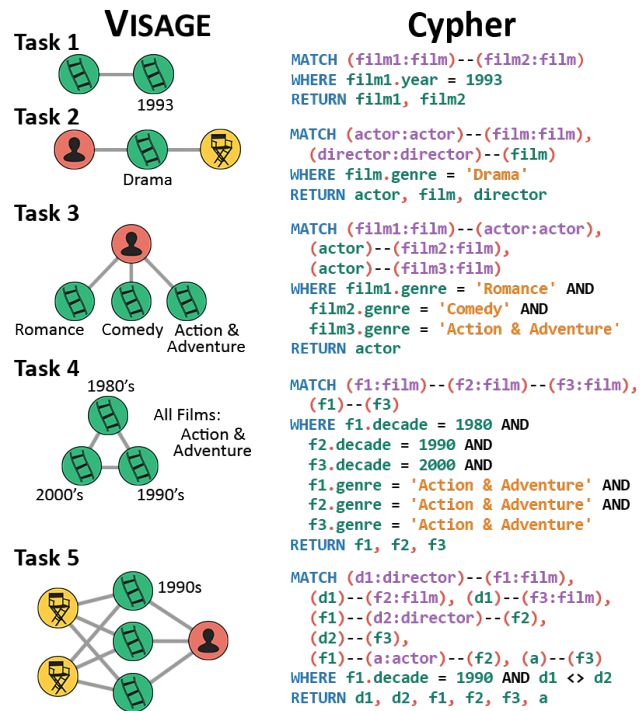 VISAGE
Cypher
Task 1
1993
MATCH (film1:film)--(film2:film)
WHERE film1.year = 1993
RETURN film1, film2
Task 2
Drama
MATCH (actor:actor)--(film:film),
(director:director)--(film)
WHERE film.genre = 'Drama'
RETURN actor, film, director
Task 3
Romance
Comedy
Action &
Adventure
MATCH (film1:film)--(actor:actor),
(actor)--(film2:film),
(actor)--(film3:film)
WHERE film1.genre = 'Romance' AND
film2.genre = 'Comedy' AND
film3.genre = 'Action & Adventure'
RETURN actor
Task 4
1980's
All Films:
Action &
Adventure
2000's
1990's
MATCH (f1:film)--(f2:film)--(f3:film),
(f1)--(f3)
WHERE f1.decade = 1980 AND
f2.decade = 1990 AND
f3.decade = 2000 AND
f1.genre = 'Action & Adventure' AND
f2.genre = 'Action & Adventure' AND
f3.genre = 'Action & Adventure'
RETURN f1, f2, f3
Task 5
1990s
MATCH (d1:director)--(f1:film),
(d1)--(f2:film), (d1)--(f3:film),
(f1)--(d2:director)--(f2),
(d2)--(f3),
(f1)--(a:actor)--(f2), (a)--(f3)
WHERE f1.decade = 1990 AND d1 <> d2
RETURN d1, d2, f1, f2, f3, a